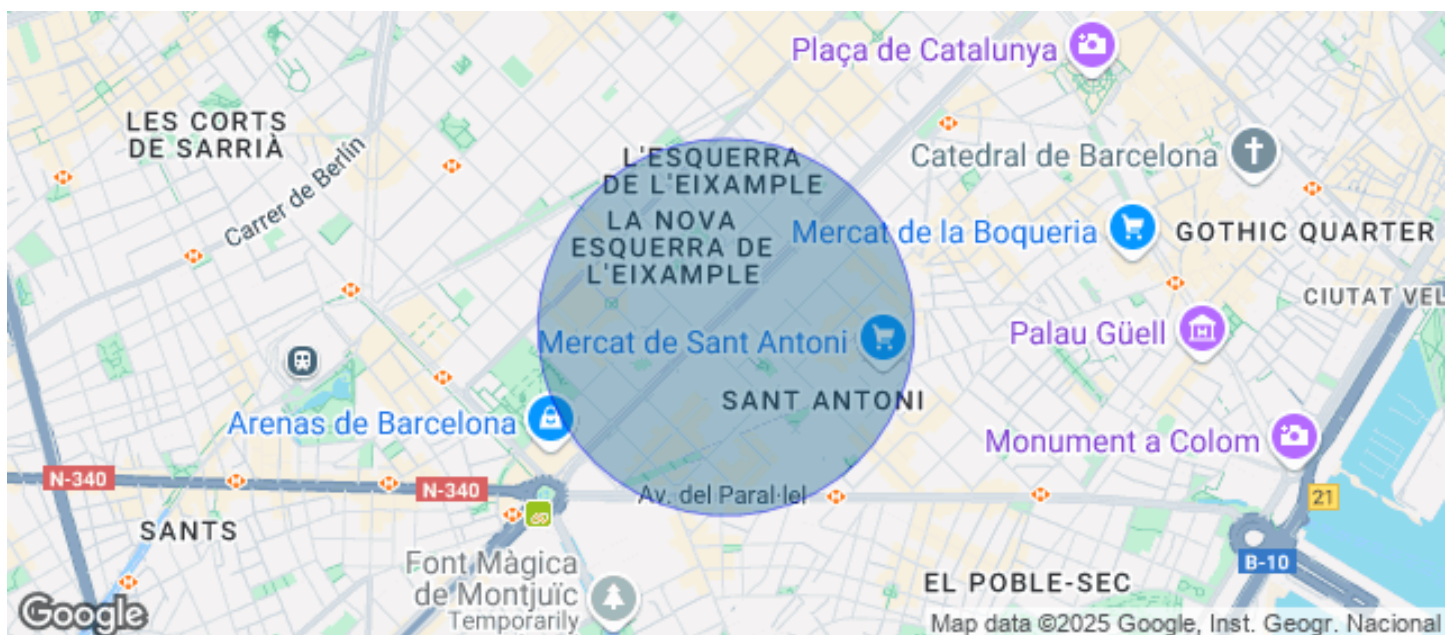 Plaça de Catalunya
LES CORTS
DE SARRIÀ
L'ESQUERRA
DE L'EIXAMPLE
Catedral de Barcelona
Carrer de Berlín
LA NOVA
ESQUERRA DE
L'EIXAMPLE
Mercat de la Boqueria
GOTHIC QUARTER
CIUTAT VEL
Mercat de Sant Antoni
Palau Güell
SANT ANTONI
Arenas de Barcelona
Monument a Colom
N-340
N-340
Av. del Paral·lel
21
SANTS
Font Màgica
de Montjuïc
Temporarily
B-10
EL POBLE-SEC
Google
Map data ©2025 Google, Inst. Geogr. Nacional